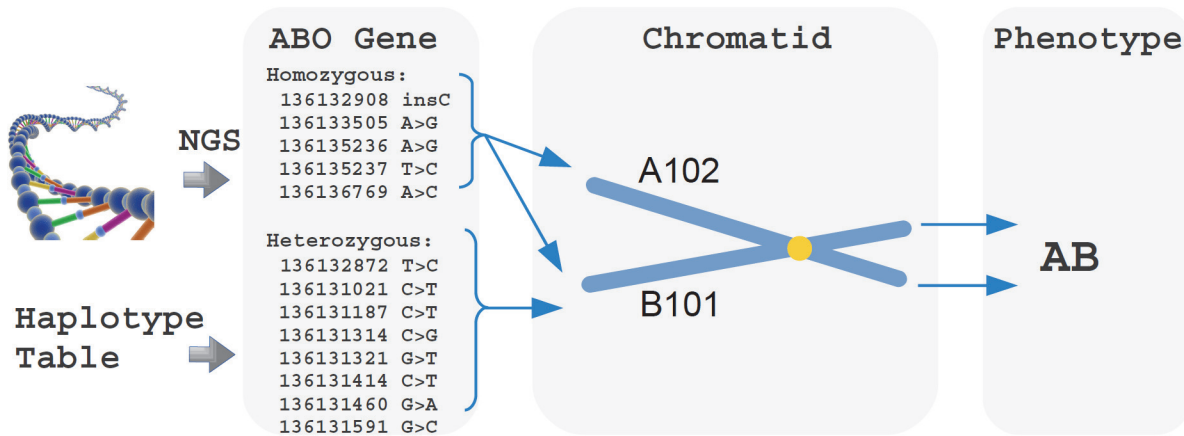 ABO Gene
Homozygous:
136132908 insC
136133505 A>G
136135236 A>G
136135237 T>C
136136769 A>C
Heterozygous:
136132872 T>C
136131021 C>T
136131187 C>T
136131314 C>G
136131321 G>T
136131414 C>T
136131460 G>A
136131591 G>C
NGS
Haplotype
Table
Chromatid
A102
B101
Phenotype
AB